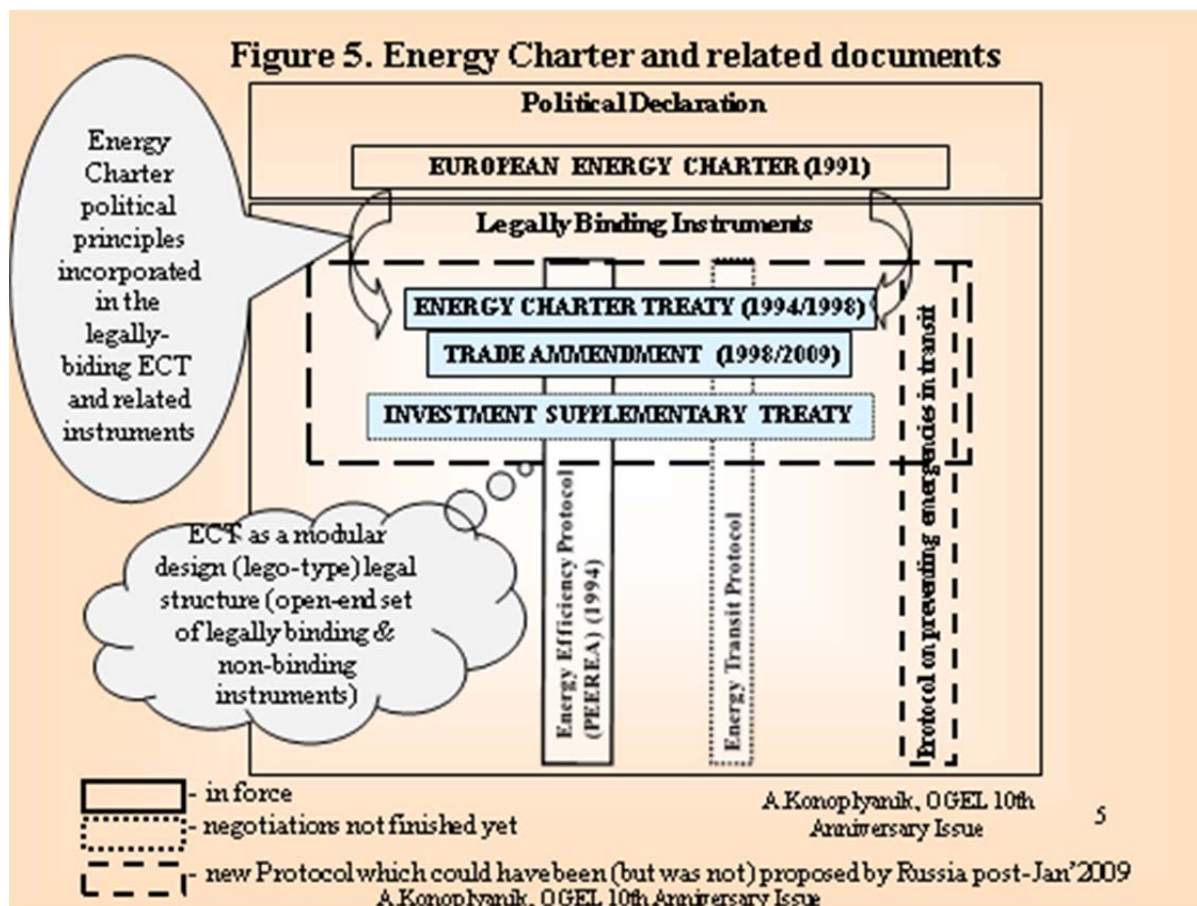 Figure 5. Energy Charter and related documents
Political Declaration
EUROPEAN ENERGY CHARTER (1991)
Energy
Charter
political
principles
incorporated
in the
legally-
biding ECT
and related
instruments
Legally Binding Instruments
ENERGY CHARTER TREATY (1994/1998)
TRADE AMMENDMENT (1998/2009)
INVESTMENT SUPPLEMENTARY TREATY
ECT as a modular
design (lego-type) legal
structure (open-end set
of legally binding &
non-binding
instruments)
Energy Efficiency Protocol
(PEEREA) (1994)
Energy Transit Protocol
Protocol on preventing emergencies in transit
- in force
- negotiations not finished yet
- new Protocol which could have been (but was not) proposed by Russia post-Jan'2009
A.Konoplyanik, OGEL 10th
Anniversary Issue
5
A.Konoplyanik, OGEL 10th Anniversary Issue